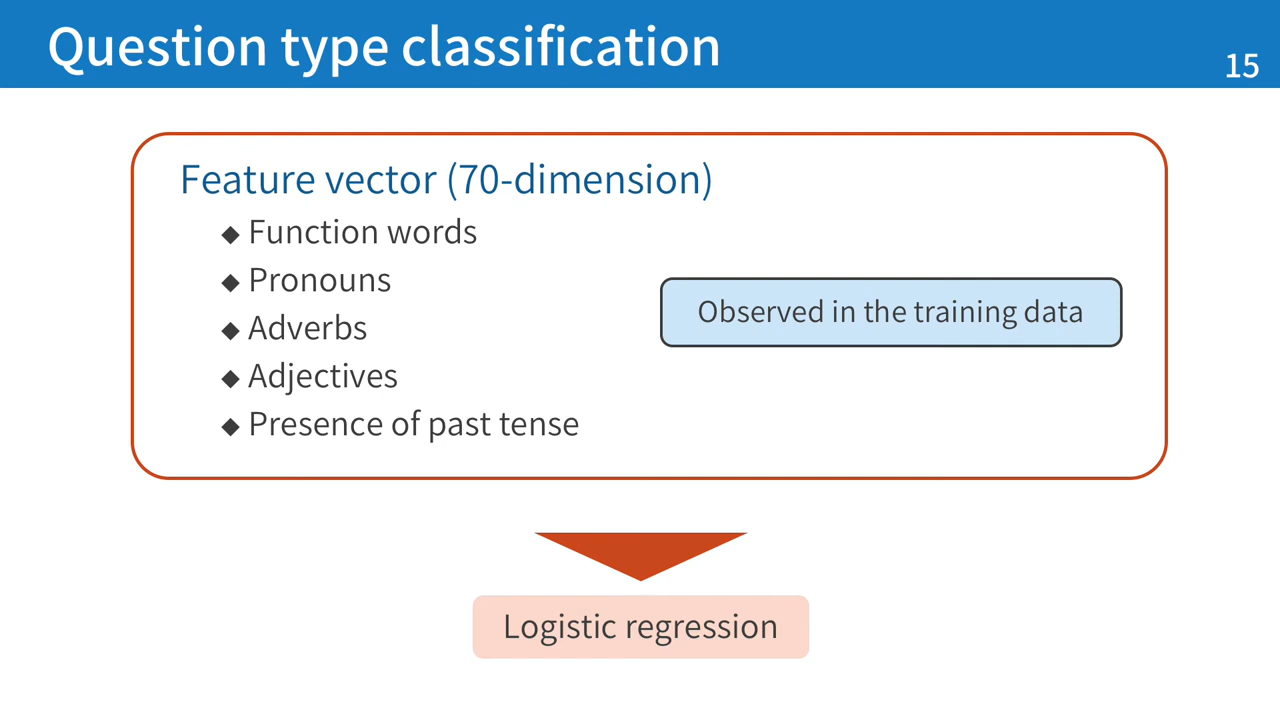 Question type classification
15
Feature vector (70-dimension)
◆ Function words
◆ Pronouns
◆ Adverbs
◆ Adjectives
◆ Presence of past tense
Observed in the training data
Logistic regression